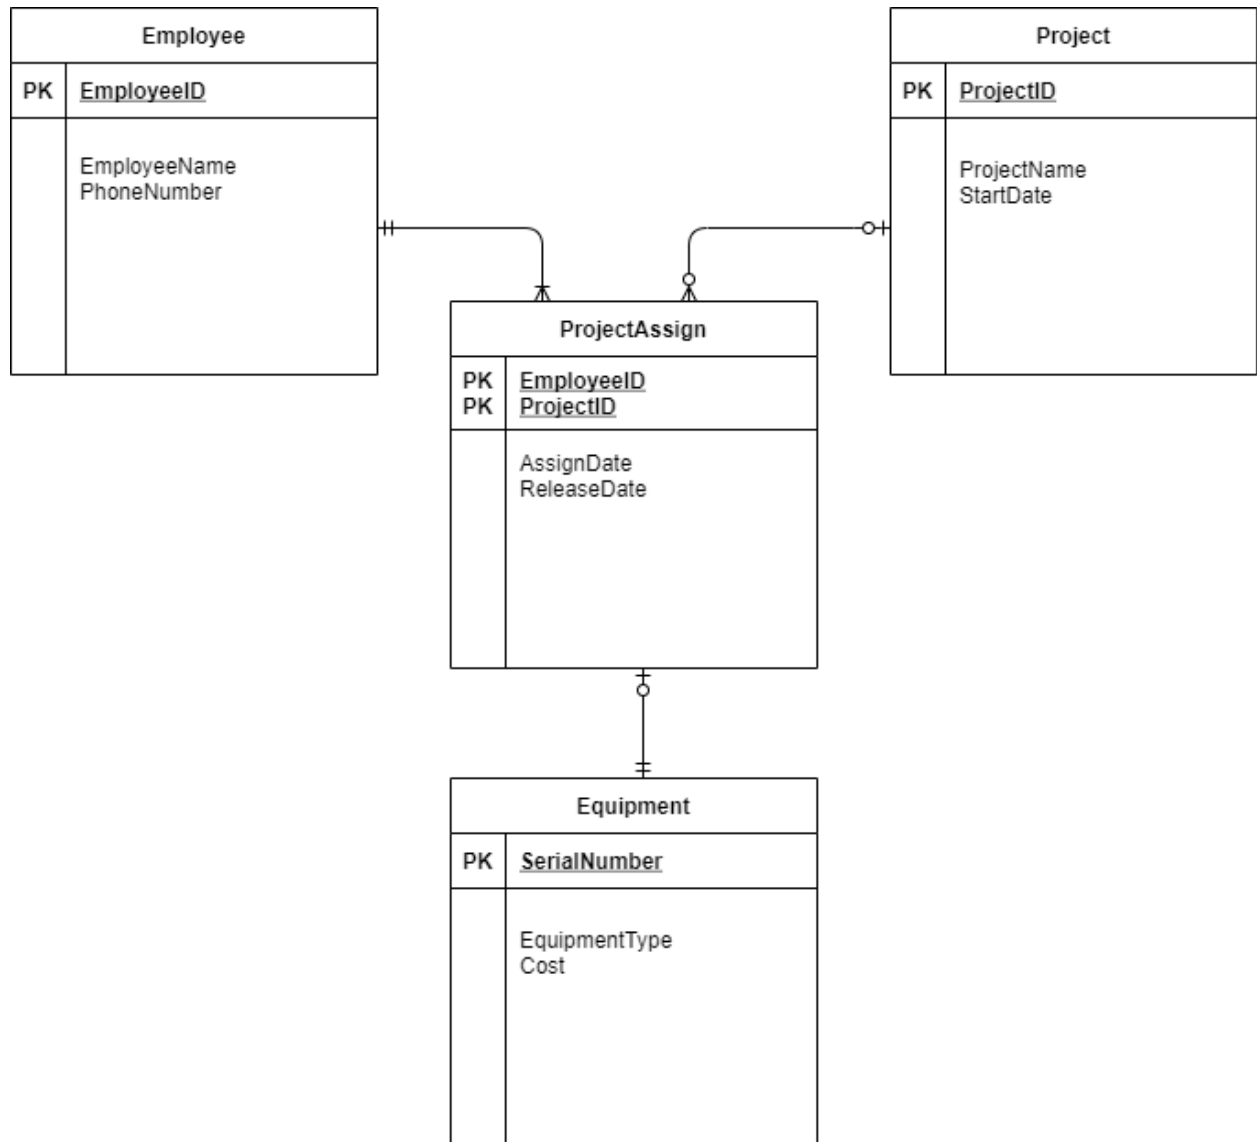 Employee
PK EmployeeID
EmployeeName
PhoneNumber
Project
PK ProjectID
ProjectName
StartDate
ProjectAssign
PK EmployeeID
PK ProjectID
AssignDate
ReleaseDate
Equipment
PK SerialNumber
EquipmentType
Cost